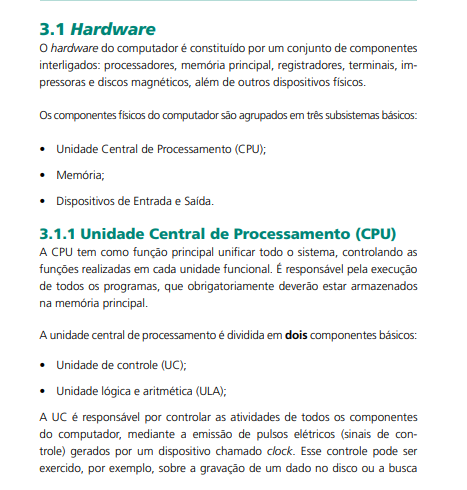 3.1 Hardware
O hardware do computador é constituído por um conjunto de componentes
interligados: processadores, memória principal, registradores, terminais, im-
pressoras e discos magnéticos, além de outros dispositivos físicos.
Os componentes físicos do computador são agrupados em três subsistemas básicos:
• Unidade Central de Processamento (CPU);
• Memória;
• Dispositivos de Entrada e Saída.
3.1.1 Unidade Central de Processamento (CPU)
A CPU tem como função principal unificar todo o sistema, controlando as
funções realizadas em cada unidade funcional. É responsável pela execução
de todos os programas, que obrigatoriamente deverão estar armazenados
na memória principal.
A unidade central de processamento é dividida em dois componentes básicos:
• Unidade de controle (UC);
• Unidade lógica e aritmética (ULA);
A UC é responsável por controlar as atividades de todos os componentes
do computador, mediante a emissão de pulsos elétricos (sinais de con-
trole) gerados por um dispositivo chamado clock. Esse controle pode ser
exercido, por exemplo, sobre a gravação de um dado no disco ou a busca